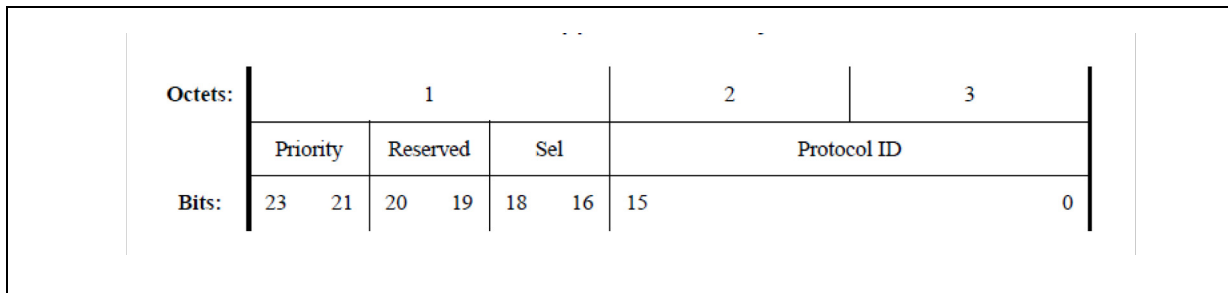 Octets: 1 2 3
Priority Reserved Sel Protocol ID
Bits: 23 21 20 19 18 16 15 0